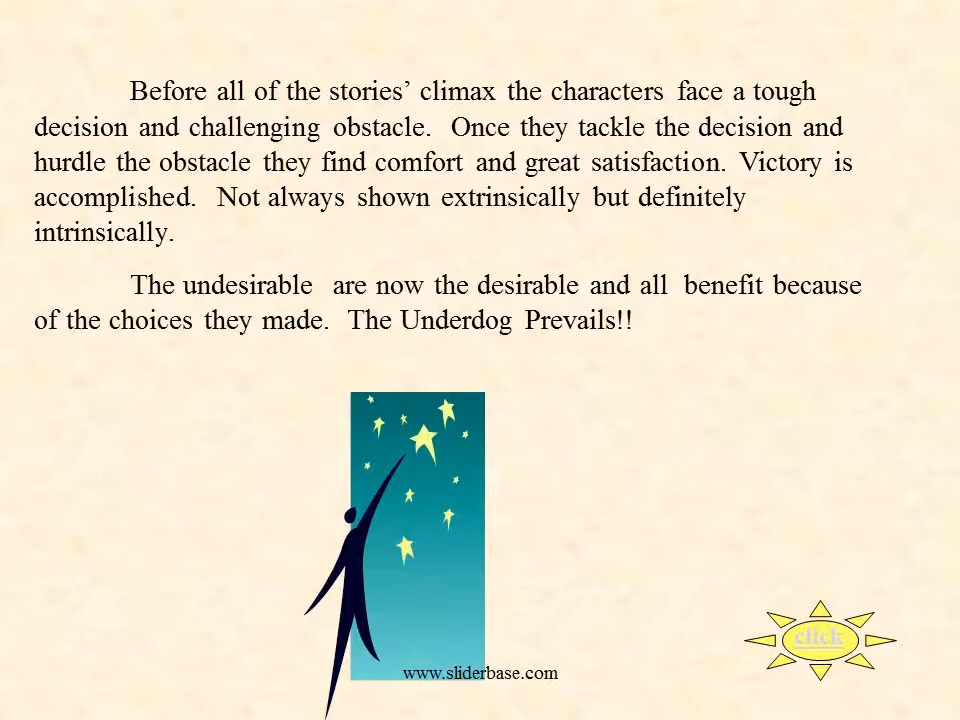 Before all of the stories’ climax the characters face a tough
decision and challenging obstacle. Once they tackle the decision and
hurdle the obstacle they find comfort and great satisfaction. Victory is
accomplished. Not always shown extrinsically but definitely
intrinsically.
The undesirable are now the desirable and all benefit because
of the choices they made. The Underdog Prevails!!
click
www.sliderbase.com